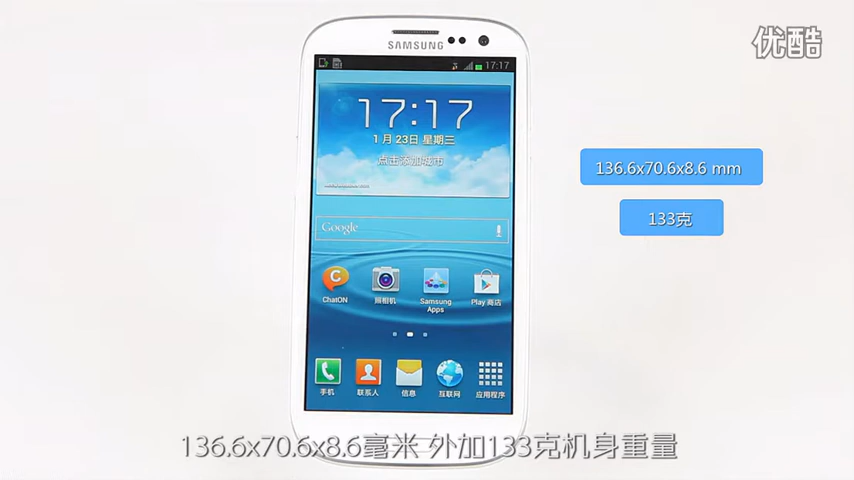 优酷
SAMSUNG
17:17
17:17
1月23日 星期三
点击添加城市
136.6x70.6x8.6 mm
133克
Google
ChatON
照相机
Samsung Apps
Play 商店
手机
联系人
信息
互联网
应用程序
136.6x70.6x8.6毫米 外加133克机身重量